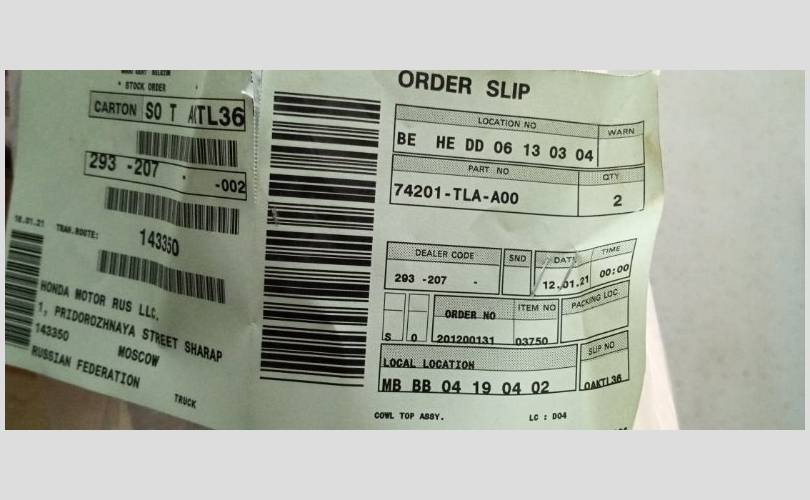 * STOCK ORDER *
CARTON SO T
293 -207 -002
18.01.21 TRAN.ROUTE: 143350
HONDA MOTOR RUS LLC,
1, PRIDOROZHNAYA STREET SHARAP
143350 MOSCOW
RUSSIAN FEDERATION
TRUCK
ORDER SLIP
LOCATION NO WARN
BE HE DD 06 13 03 04
PART NO QTY
74201-TLA-A00 2
DEALER CODE SND DATE TIME
293 -207 - 12.01.21 00:00
ORDER NO ITEM NO PACKING LOC.
S 0 201200131 03750
LOCAL LOCATION SLIP NO
MB BB 04 19 04 02 0AKTL36
COWL TOP ASSY. LC : D04